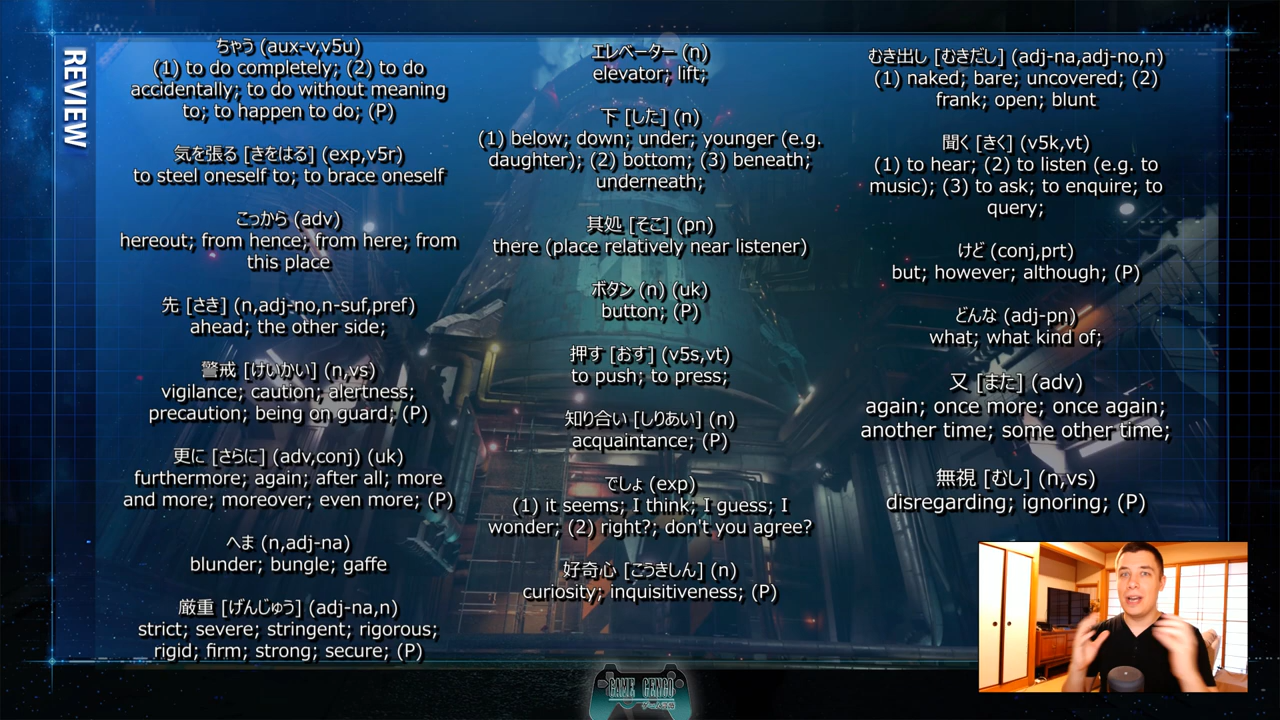 REVIEW
ちゃう (aux-v,v5u)
(1) to do completely; (2) to do
accidentally; to do without meaning
to; to happen to do; (P)
気を張る [きをはる] (exp,v5r)
to steel oneself to; to brace oneself
こっから (adv)
hereout; from hence; from here; from
this place
先 [さき] (n,adj-no,n-suf,pref)
ahead; the other side;
警戒 [けいかい] (n,vs)
vigilance; caution; alertness;
precaution; being on guard; (P)
更に [さらに] (adv,conj) (uk)
furthermore; again; after all; more
and more; moreover; even more; (P)
へま (n,adj-na)
blunder; bungle; gaffe
厳重 [げんじゅう] (adj-na,n)
strict; severe; stringent; rigorous;
rigid; firm; strong; secure; (P)
エレベーター (n)
elevator; lift;
下 [した] (n)
(1) below; down; under; younger (e.g.
daughter); (2) bottom; (3) beneath;
underneath;
其処 [そこ] (pn)
there (place relatively near listener)
ボタン (n) (uk)
button; (P)
押す [おす] (v5s,vt)
to push; to press;
知り合い [しりあい] (n)
acquaintance; (P)
でしょ (exp)
(1) it seems; I think; I guess; I
wonder; (2) right?; don't you agree?
好奇心 [こうきしん] (n)
curiosity; inquisitiveness; (P)
むき出し [むきだし] (adj-na,adj-no,n)
(1) naked; bare; uncovered; (2)
frank; open; blunt
聞く [きく] (v5k,vt)
(1) to hear; (2) to listen (e.g. to
music); (3) to ask; to enquire; to
query;
けど (conj,prt)
but; however; although; (P)
どんな (adj-pn)
what; what kind of;
又 [また] (adv)
again; once more; once again;
another time; some other time;
無視 [むし] (n,vs)
disregarding; ignoring; (P)
GAME GENGO
ゲーム言語